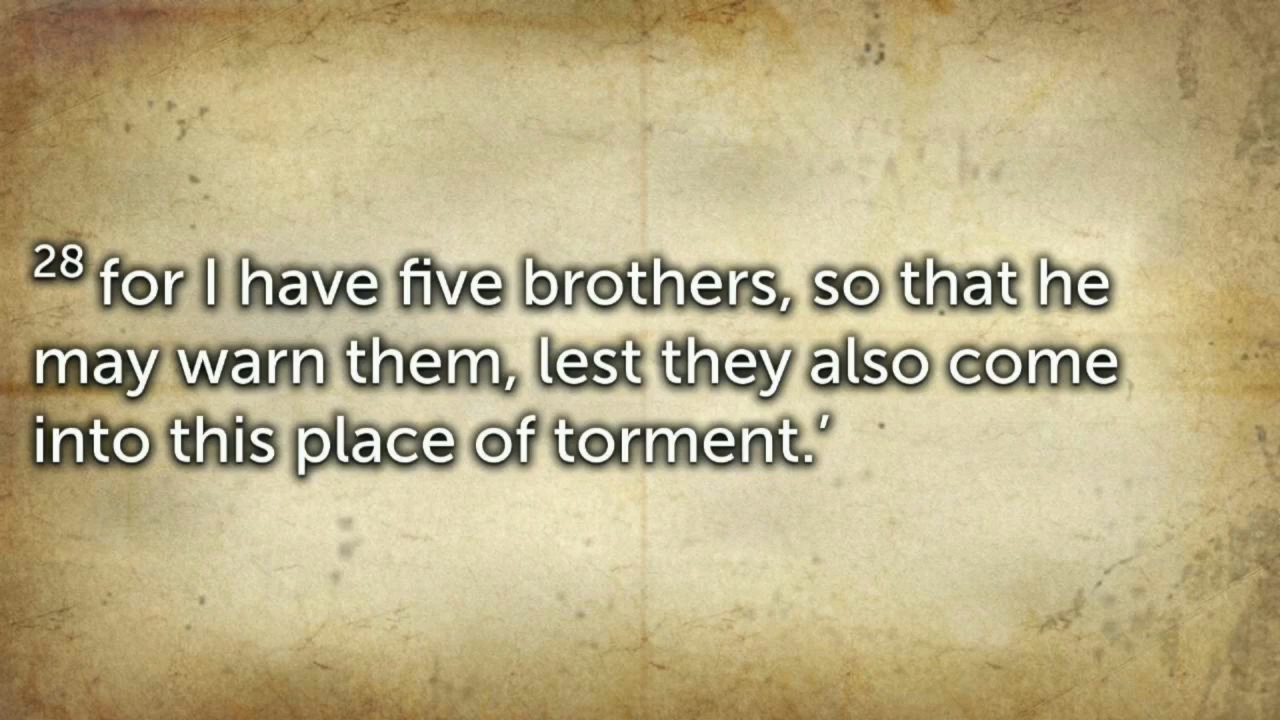 28 for I have five brothers, so that he
may warn them, lest they also come
into this place of torment.’